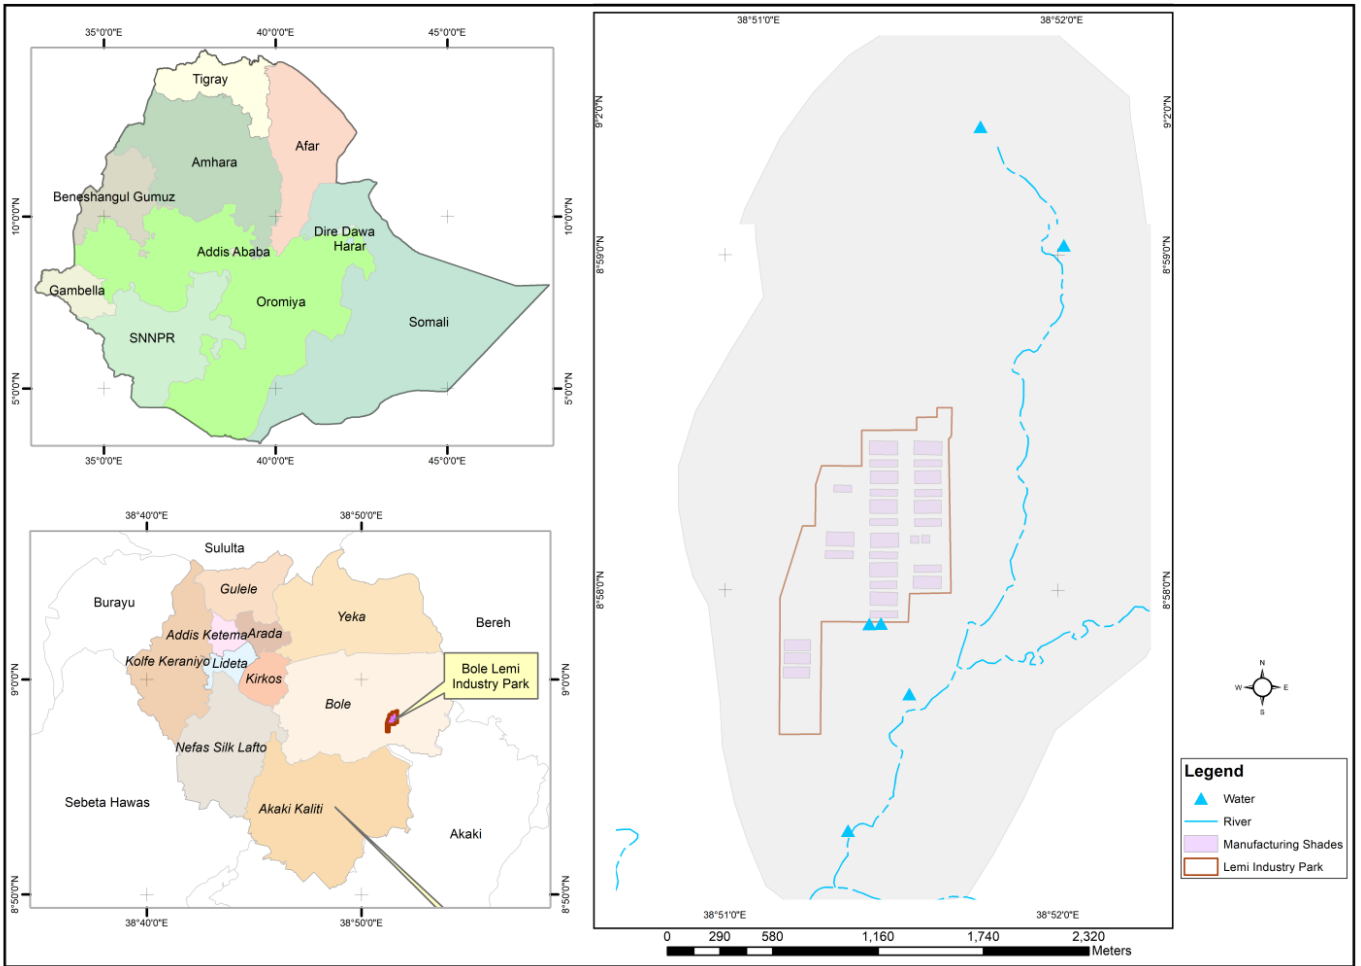 35°0'0"E
40°0'0"E
45°0'0"E
10°0'0"N
5°0'0"N
Tigray
Afar
Amhara
Beneshangul Gumuz
Dire Dawa
Harar
Addis Ababa
Gambella
Oromiya
Somali
SNNPR
10°0'0"N
5°0'0"N
35°0'0"E
40°0'0"E
45°0'0"E
38°40'0"E
38°50'0"E
9°0'0"N
8°50'0"N
Sululta
Burayu
Gulele
Yeka
Bereh
Addis Ketema
Arada
Kolfe Keraniyo
Lideta
Kirkos
Bole Lemi
Industry Park
Bole
Nefas Silk Lafto
Sebeta Hawas
Akaki Kaliti
Akaki
9°0'0"N
8°50'0"N
38°40'0"E
38°50'0"E
38°51'0"E
38°52'0"E
9°2'0"N
8°59'0"N
8°58'0"N
9°2'0"N
8°59'0"N
8°58'0"N
38°51'0"E
38°52'0"E
0
290
580
1,160
1,740
2,320
Meters
N
W
E
S
Legend
Water
River
Manufacturing Shades
Lemi Industry Park